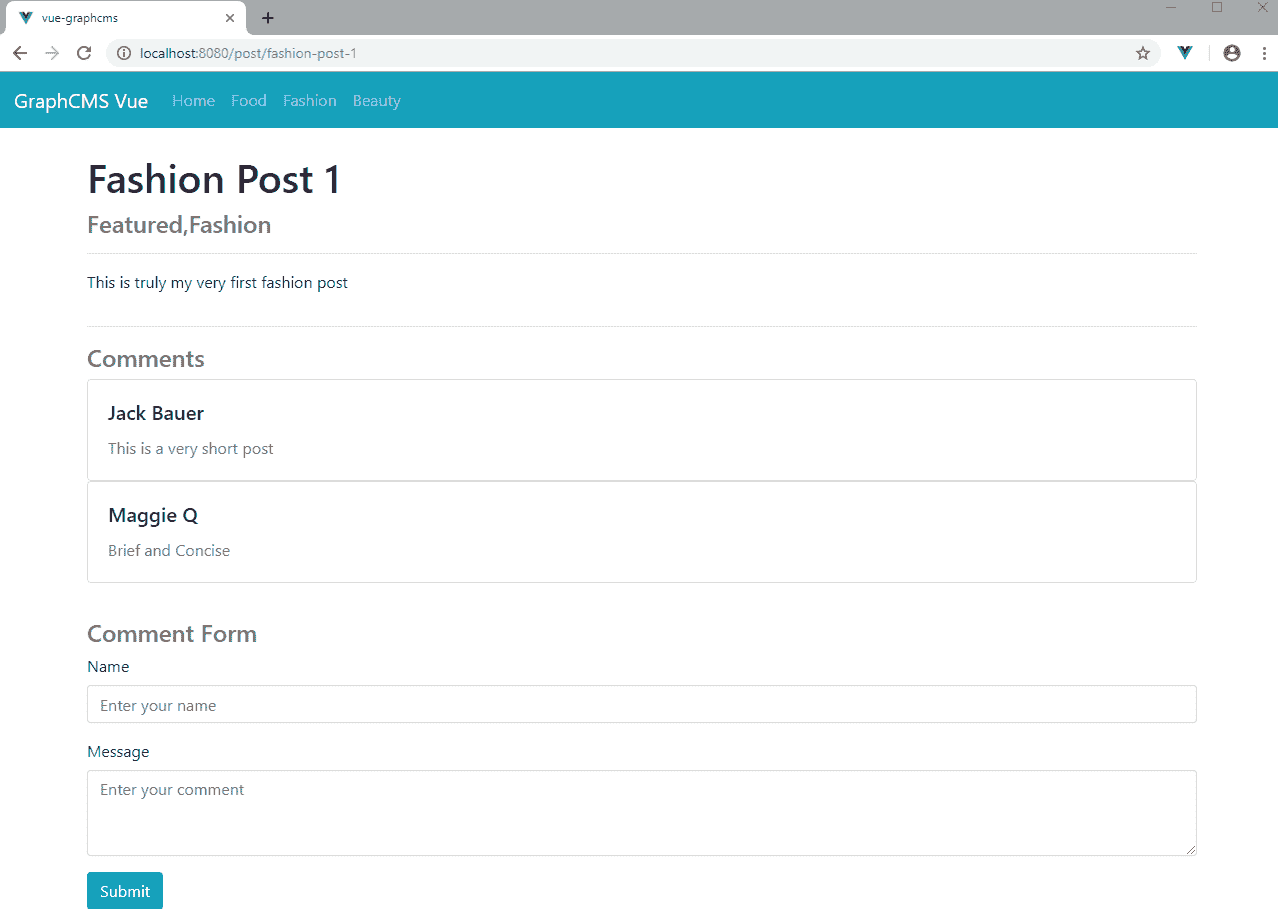 vue-graphcms
localhost:8080/post/fashion-post-1
GraphCMS Vue Home Food Fashion Beauty
Fashion Post 1
Featured,Fashion
This is truly my very first fashion post
Comments
Jack Bauer
This is a very short post
Maggie Q
Brief and Concise
Comment Form
Name
Enter your name
Message
Enter your comment
Submit